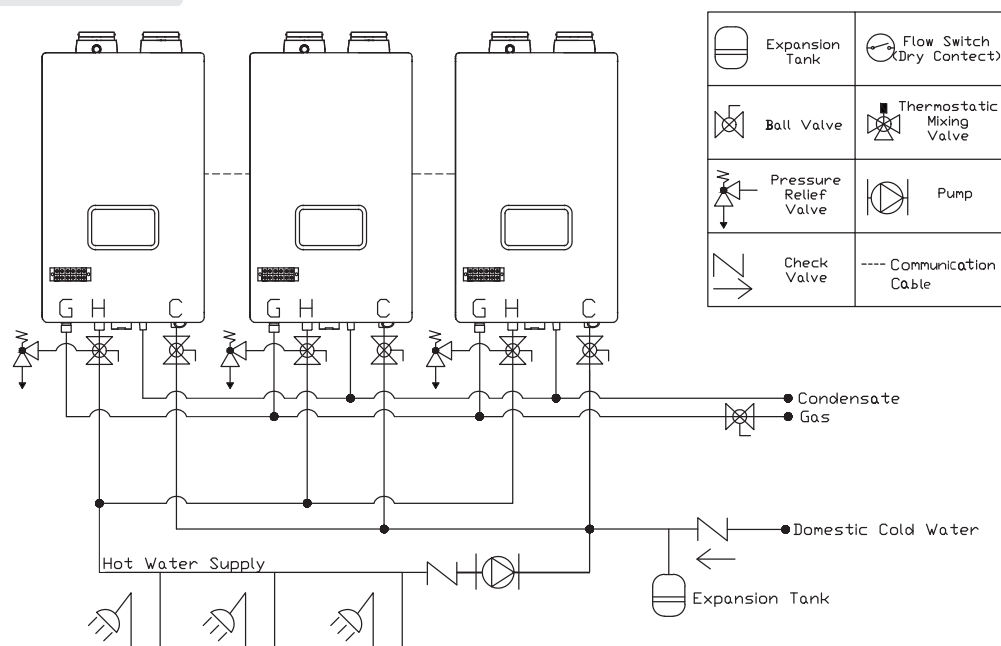 Expansion
Tank
Flow Switch
(Dry Contect)
Ball Valve
Thermostatic
Mixing
Valve
Pressure
Relief
Valve
Pump
Check
Valve
Communication
Cable
G H C
G H C
G H C
Condensate
Gas
Domestic Cold Water
Hot Water Supply
Expansion Tank